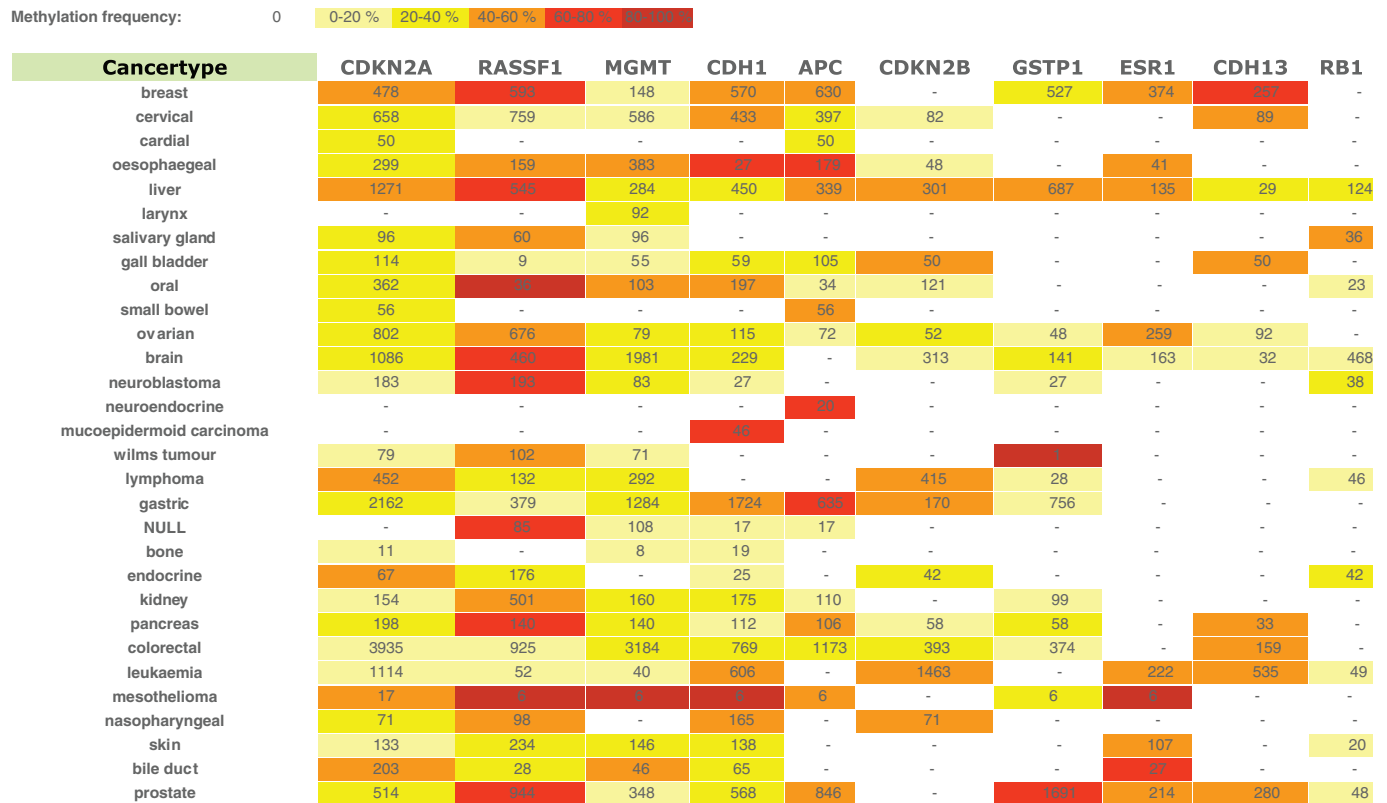 Methylation frequency: 0 0-20 % 20-40 % 40-60 % 60-80 % 80-100 %
Cancertype CDKN2A RASSF1 MGMT CDH1 APC CDKN2B GSTP1 ESR1 CDH13 RB1
breast 478 593 148 570 630 - 527 374 257 -
cervical 658 759 586 433 397 82 - - 89 -
cardial 50 - - - 50 - - - - -
oesophaegeal 299 159 383 27 179 48 - 41 - -
liver 1271 545 284 450 339 301 687 135 29 124
larynx - - 92 - - - - - - -
salivary gland 96 60 96 - - - - - - 36
gall bladder 114 9 55 59 105 50 - - 50 -
oral 362 36 103 197 34 121 - - - 23
small bowel 56 - - - 56 - - - - -
ovarian 802 676 79 115 72 52 48 259 92 -
brain 1086 460 1981 229 - 313 141 163 32 468
neuroblastoma 183 193 83 27 - - 27 - - 38
neuroendocrine - - - - 20 - - - - -
mucoepidermoid carcinoma - - - 46 - - - - - -
wilms tumour 79 102 71 - - - 1 - - -
lymphoma 452 132 292 - - 415 28 - - 46
gastric 2162 379 1284 1724 635 170 756 - - -
NULL - 85 108 17 17 - - - - -
bone 11 - 8 19 - - - - - -
endocrine 67 176 - 25 - 42 - - - 42
kidney 154 501 160 175 110 - 99 - - -
pancreas 198 140 140 112 106 58 58 - 33 -
colorectal 3935 925 3184 769 1173 393 374 - 159 -
leukaemia 1114 52 40 606 - 1463 - 222 535 49
mesothelioma 17 6 6 6 6 - 6 6 - -
nasopharyngeal 71 98 - 165 - 71 - - - -
skin 133 234 146 138 - - - 107 - 20
bile duct 203 28 46 65 - - - 27 - -
prostate 514 944 348 568 846 - 1691 214 280 48